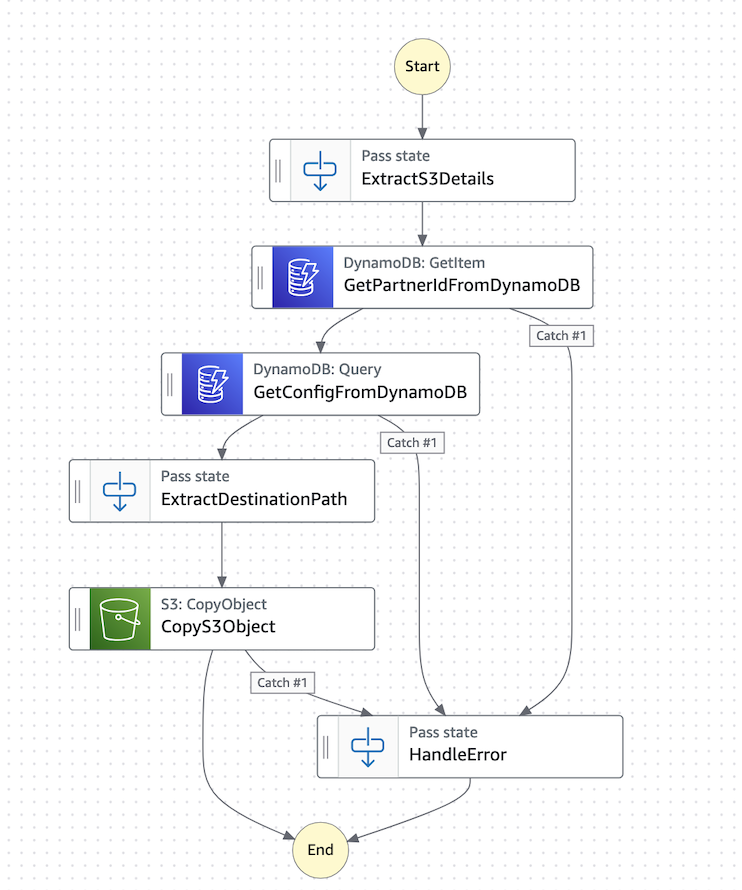 Start
Pass state
ExtractS3Details
DynamoDB: GetItem
GetPartnerIdFromDynamoDB
Catch #1
DynamoDB: Query
GetConfigFromDynamoDB
Catch #1
Pass state
ExtractDestinationPath
S3: CopyObject
CopyS3Object
Catch #1
Pass state
HandleError
End